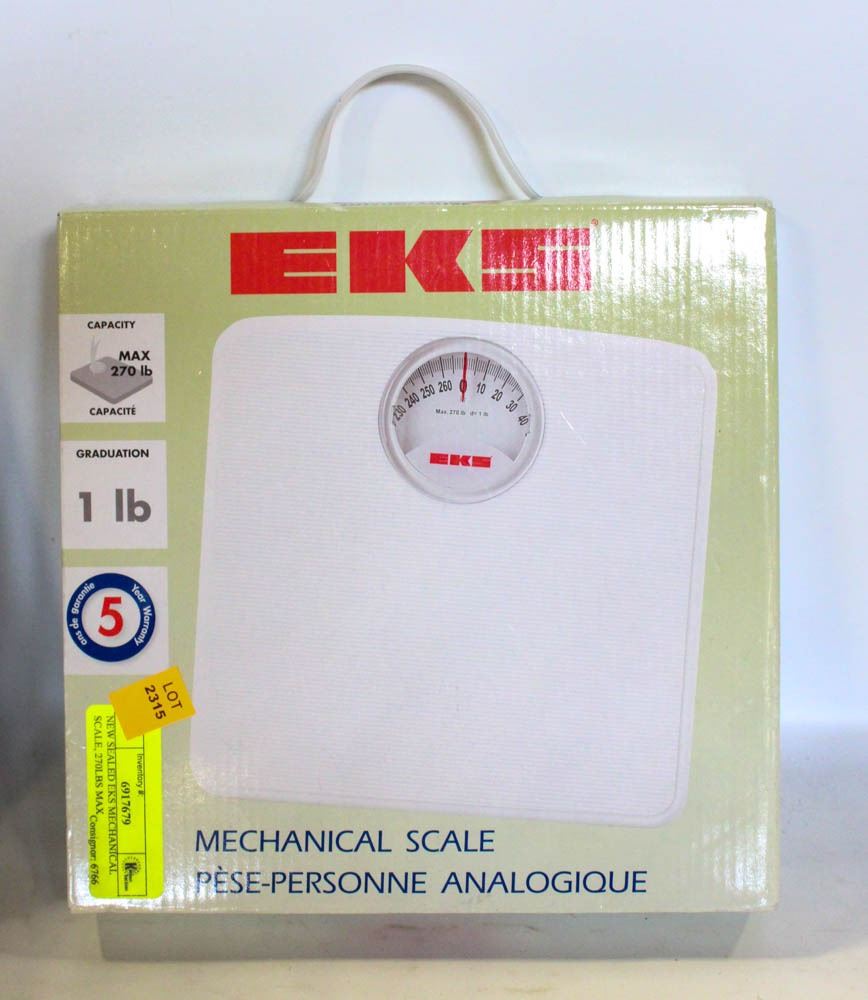 EKS®
CAPACITY
MAX
270 lb
CAPACITÉ
GRADUATION
1 lb
5
Year Warranty
ans de garantie
230 240 250 260 0 10 20 30 40
Max. 270 lb d= 1 lb
EKS
LOT
2315
Inventory #:
6917679
NEW SEALED EKS MECHANICAL
SCALE, 270LBS MAX
Consignor: 6766
MECHANICAL SCALE
PÈSE-PERSONNE ANALOGIQUE